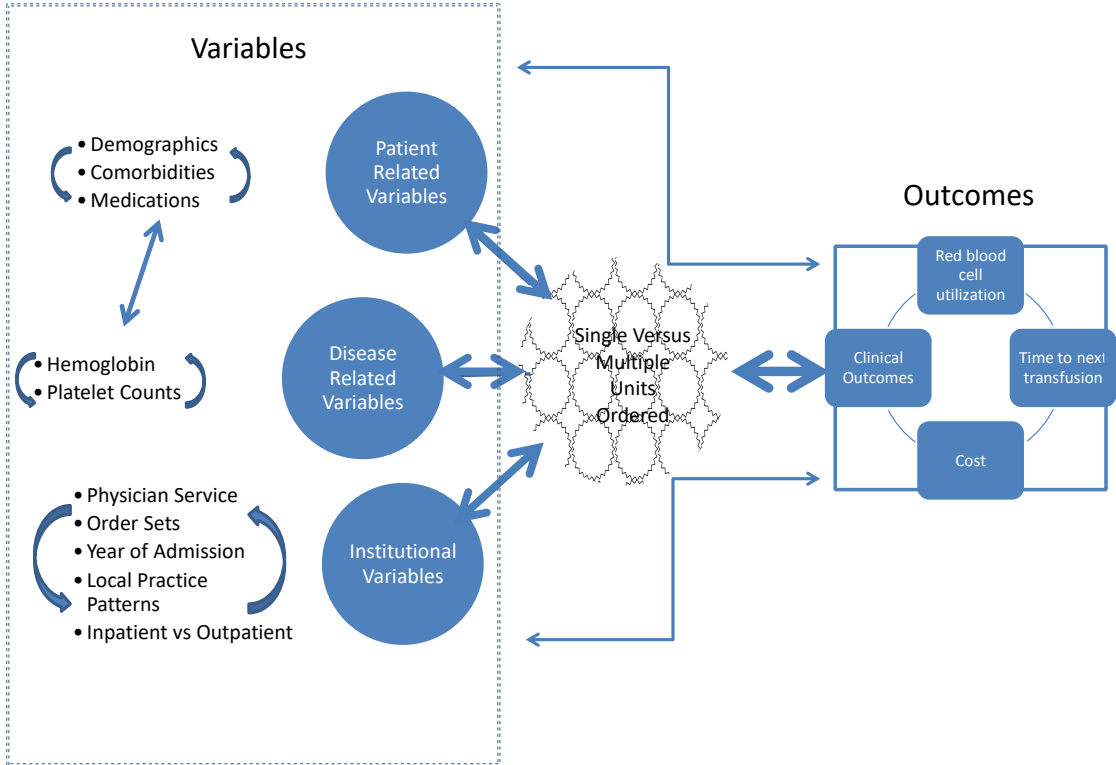 Variables
• Demographics
• Comorbidities
• Medications
Patient
Related
Variables
• Hemoglobin
• Platelet Counts
Disease
Related
Variables
• Physician Service
• Order Sets
• Year of Admission
• Local Practice
Patterns
• Inpatient vs Outpatient
Institutional
Variables
Single Versus
Multiple
Units
Ordered
Outcomes
Red blood
cell
utilization
Clinical
Outcomes
Time to next
transfusion
Cost